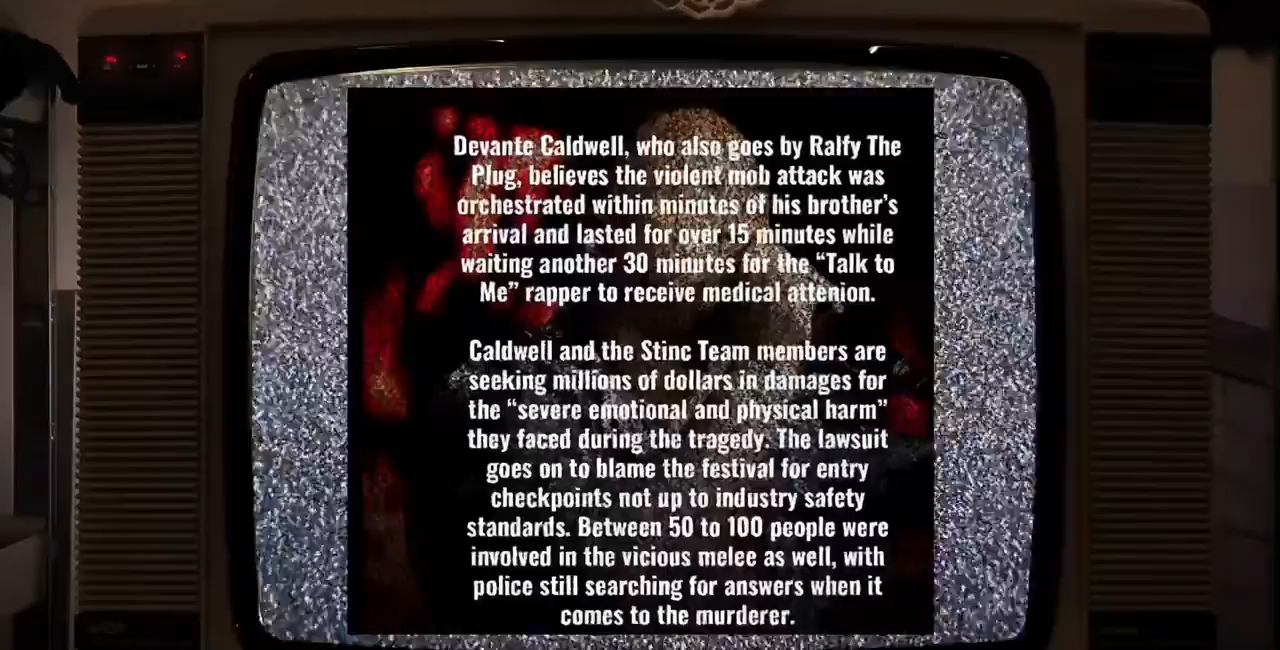 Devante Caldwell, who also goes by Ralfy The
Plug, believes the violent mob attack was
orchestrated within minutes of his brother's
arrival and lasted for over 15 minutes while
waiting another 30 minutes for the “Talk to
Me” rapper to receive medical attenion.
Caldwell and the Stinc Team members are
seeking millions of dollars in damages for
the “severe emotional and physical harm”
they faced during the tragedy. The lawsuit
goes on to blame the festival for entry
checkpoints not up to industry safety
standards. Between 50 to 100 people were
involved in the vicious melee as well, with
police still searching for answers when it
comes to the murderer.